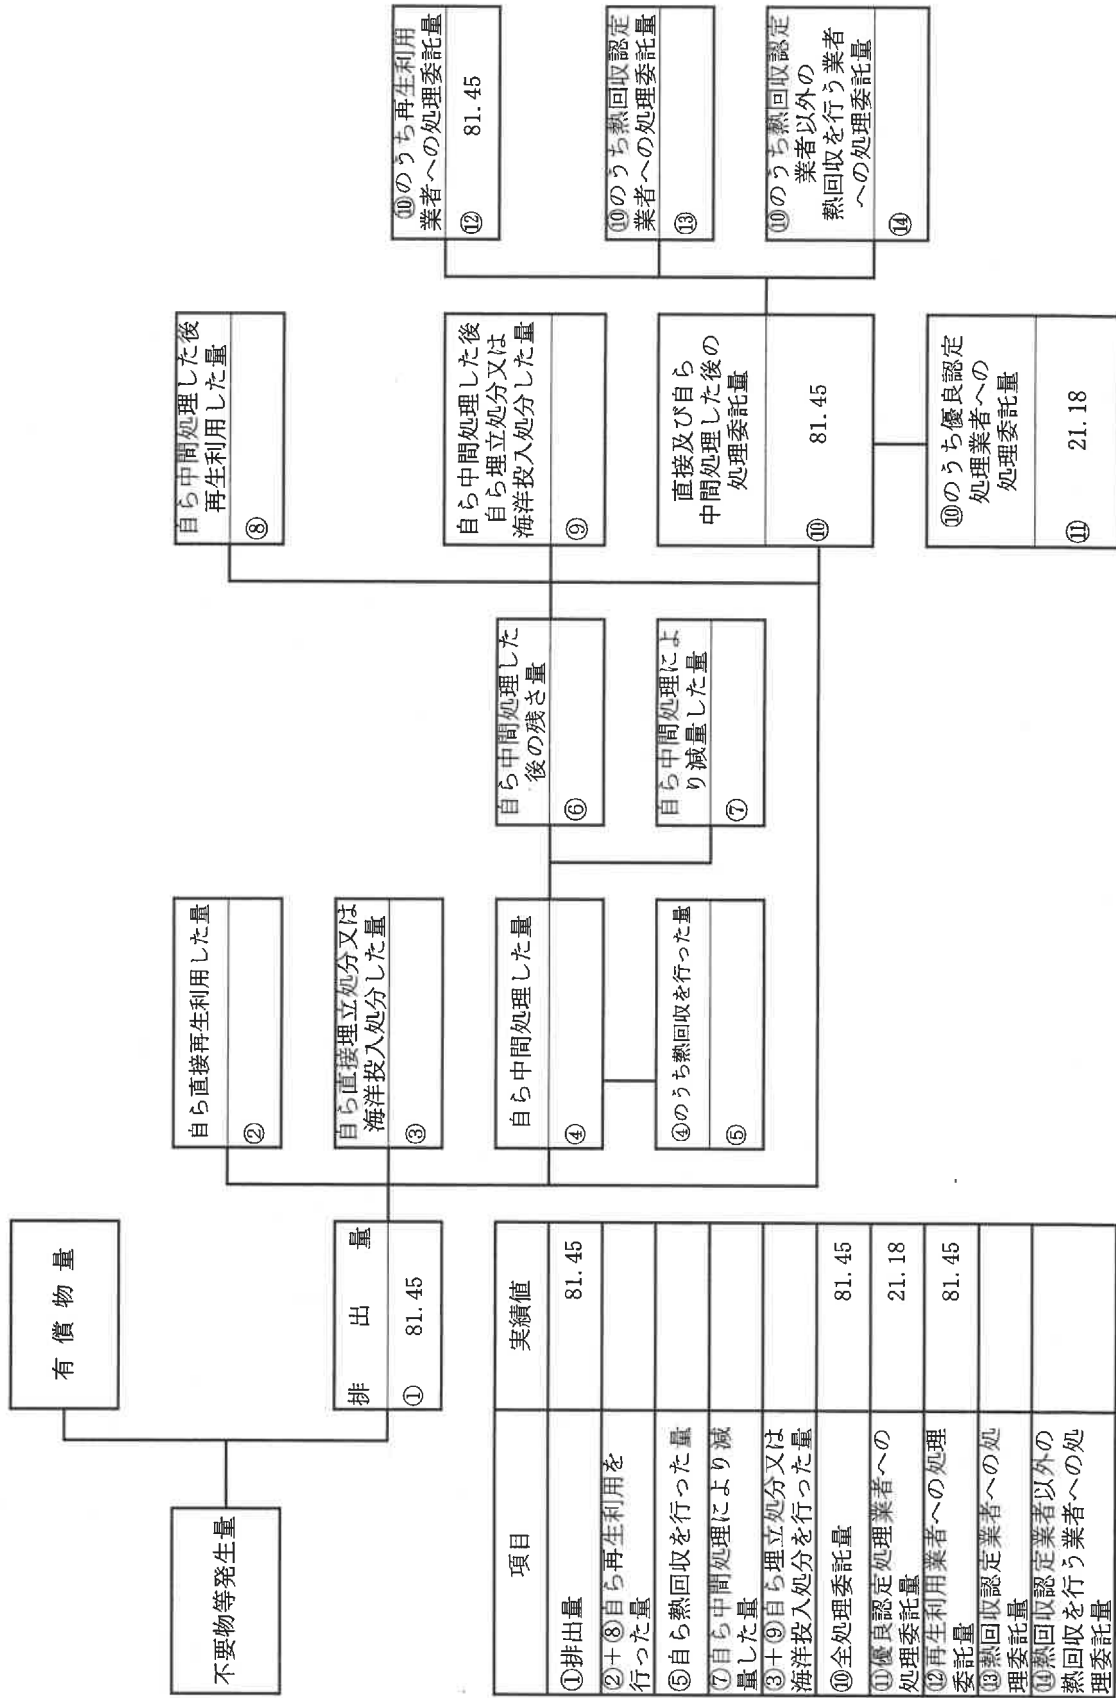 不要物等発生量
有償物量
排出量
① 81.45
自ら直接再生利用した量
②
自ら直接埋立処分又は
海洋投入処分した量
③
自ら中間処理した量
④
④のうち熱回収を行った量
⑤
自ら中間処理した
後の残さ量
⑥
自ら中間処理によ
り減量した量
⑦
自ら中間処理した後
再生利用した量
⑧
自ら中間処理した後
自ら埋立処分又は
海洋投入処分した量
⑨
直接及び自ら
中間処理した後の
処理委託量
⑩ 81.45
⑩のうち優良認定
処理業者への
処理委託量
⑪ 21.18
⑩のうち再生利用
業者への処理委託量
⑫ 81.45
⑩のうち熱回収認定
業者への処理委託量
⑬
⑩のうち熱回収認定
業者以外の
熱回収を行う業者
への処理委託量
⑭
項目 実績値
①排出量 81.45
②+⑧自ら再生利用を
行った量
⑤自ら熱回収を行った量
⑦自ら中間処理により減
量した量
③+⑨自ら埋立処分又は
海洋投入処分を行った量
⑩全処理委託量 81.45
⑪優良認定処理業者への
処理委託量 21.18
⑫再生利用業者への処理
委託量 81.45
⑬熱回収認定業者への処
理委託量
⑭熱回収認定業者以外の
熱回収を行う業者への処
理委託量